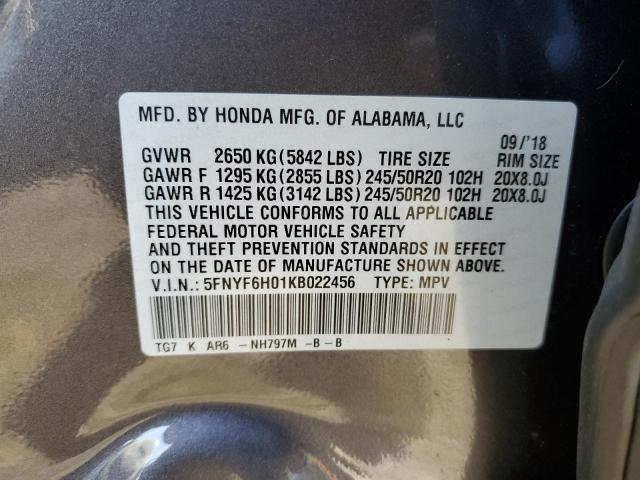 MFD. BY HONDA MFG. OF ALABAMA, LLC
09/'18
GVWR 2650 KG(5842 LBS) TIRE SIZE RIM SIZE
GAWR F 1295 KG(2855 LBS) 245/50R20 102H 20X8.0J
GAWR R 1425 KG(3142 LBS) 245/50R20 102H 20X8.0J
THIS VEHICLE CONFORMS TO ALL APPLICABLE
FEDERAL MOTOR VEHICLE SAFETY
AND THEFT PREVENTION STANDARDS IN EFFECT
ON THE DATE OF MANUFACTURE SHOWN ABOVE.
V.I.N.: 5FNYF6H01KB022456 TYPE: MPV
TG7 K AR6 - NH797M -B - B